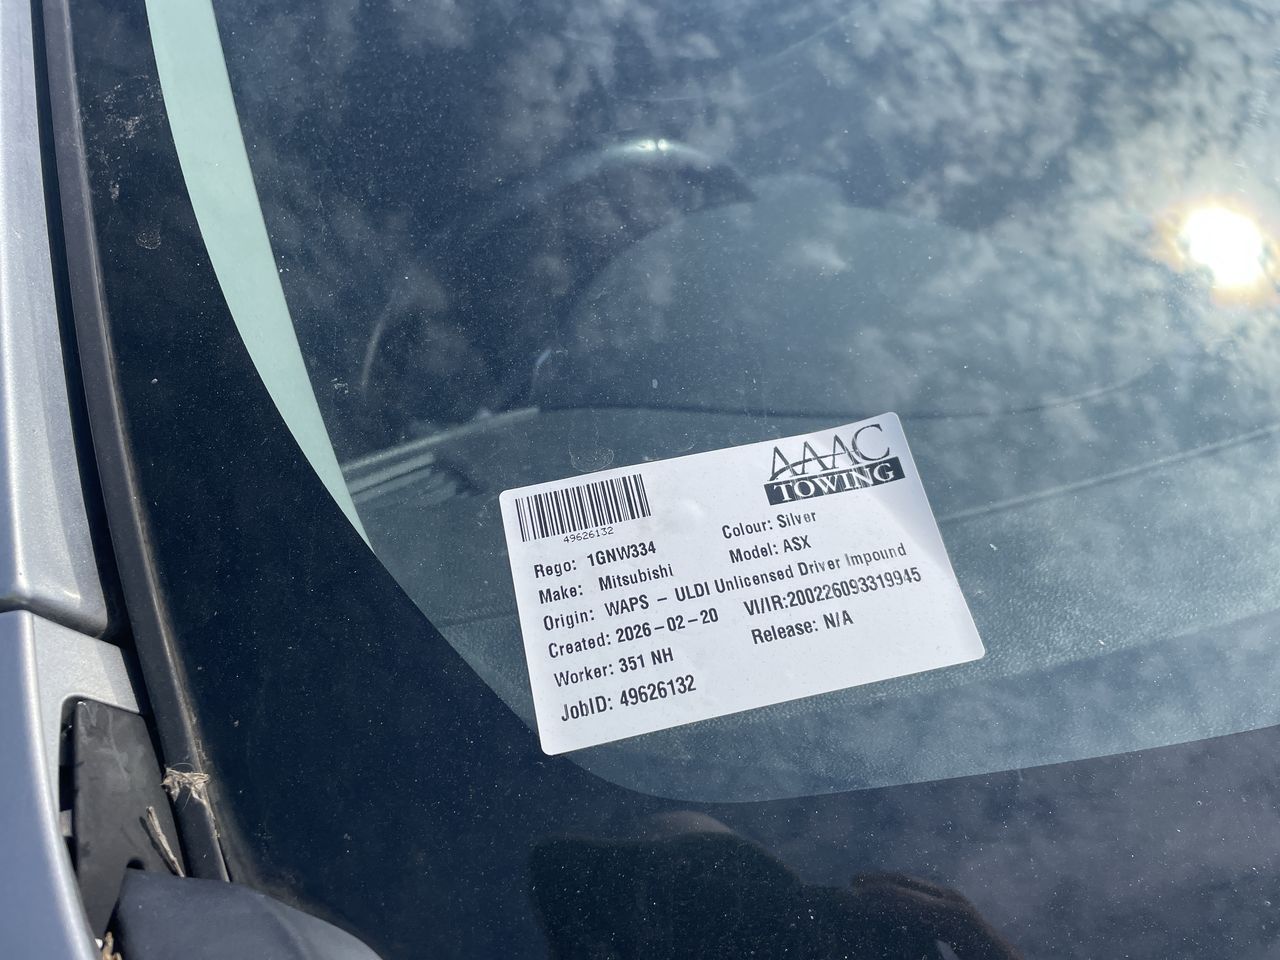 AAAC
TOWING
49626132
Rego: 1GNW334
Colour: Silver
Make: Mitsubishi
Model: ASX
Origin: WAPS - ULDI Unlicensed Driver Impound
Created: 2026-02-20
VI/IR:200226093319945
Worker: 351 NH
Release: N/A
JobID: 49626132